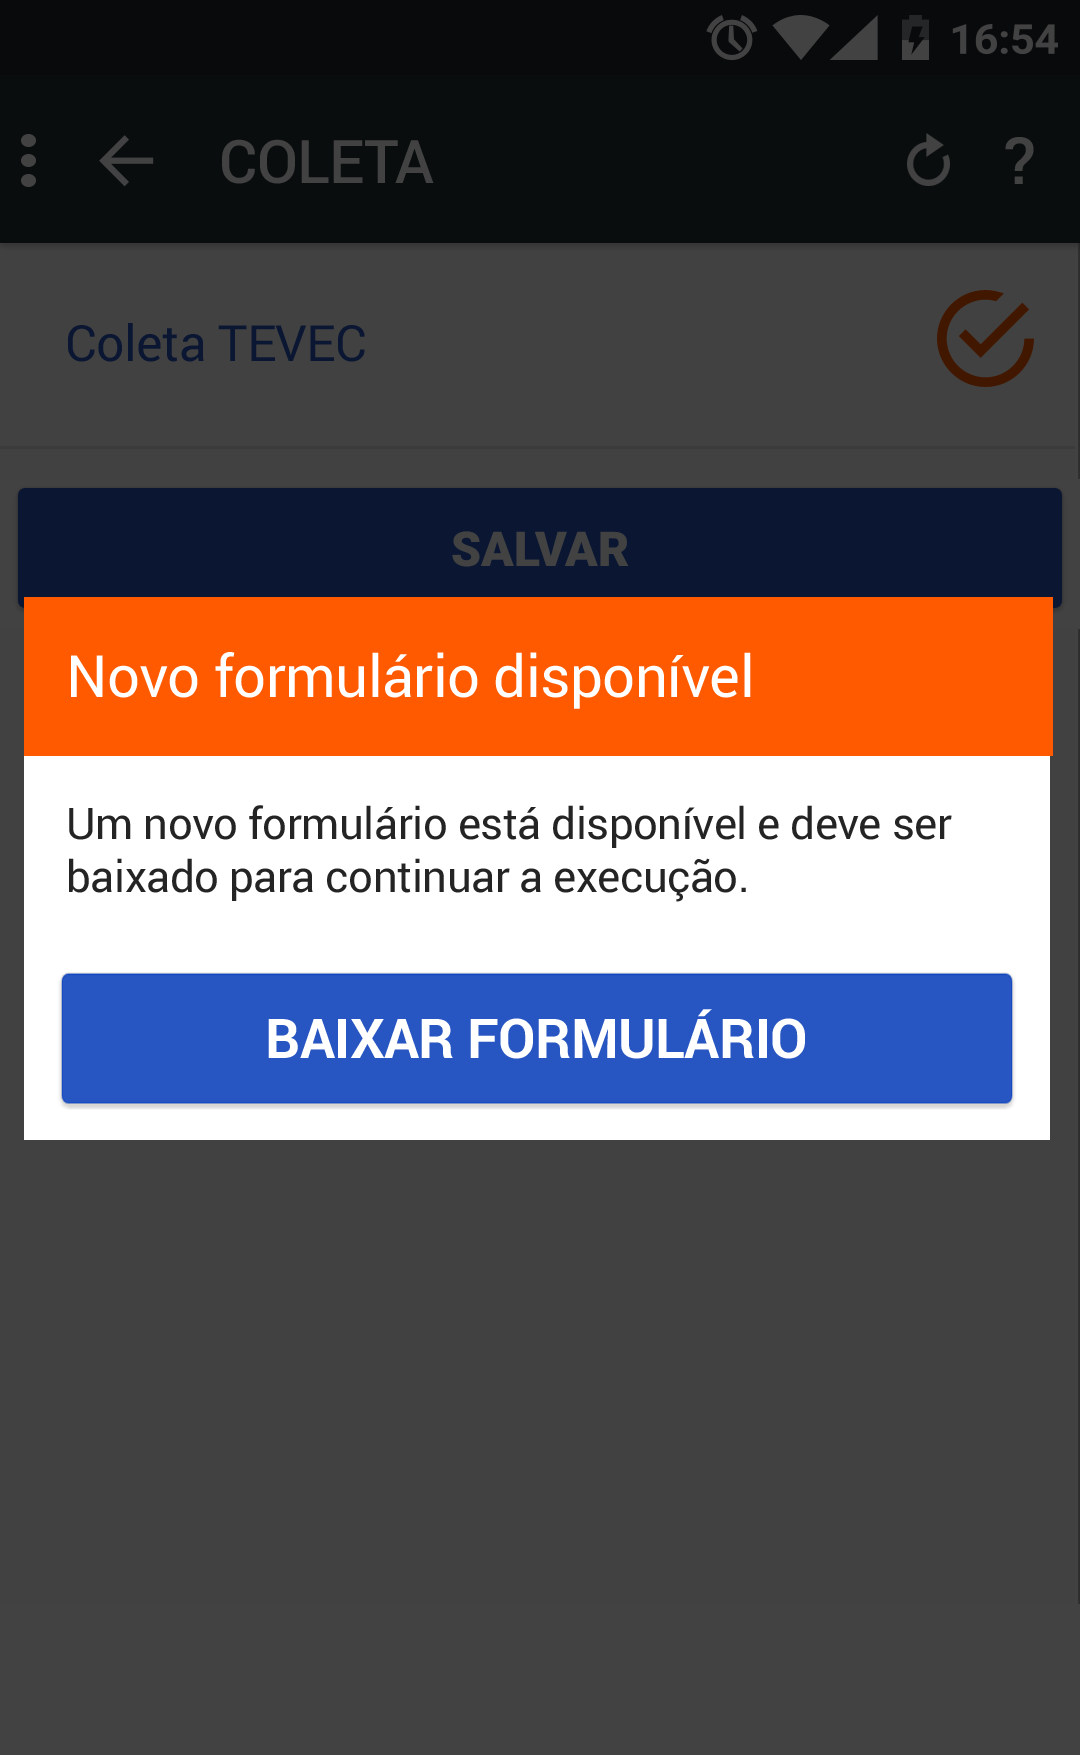 16:54
COLETA
?
Coleta TEVEC
SALVAR
Novo formulário disponível
Um novo formulário está disponível e deve ser
baixado para continuar a execução.
BAIXAR FORMULÁRIO